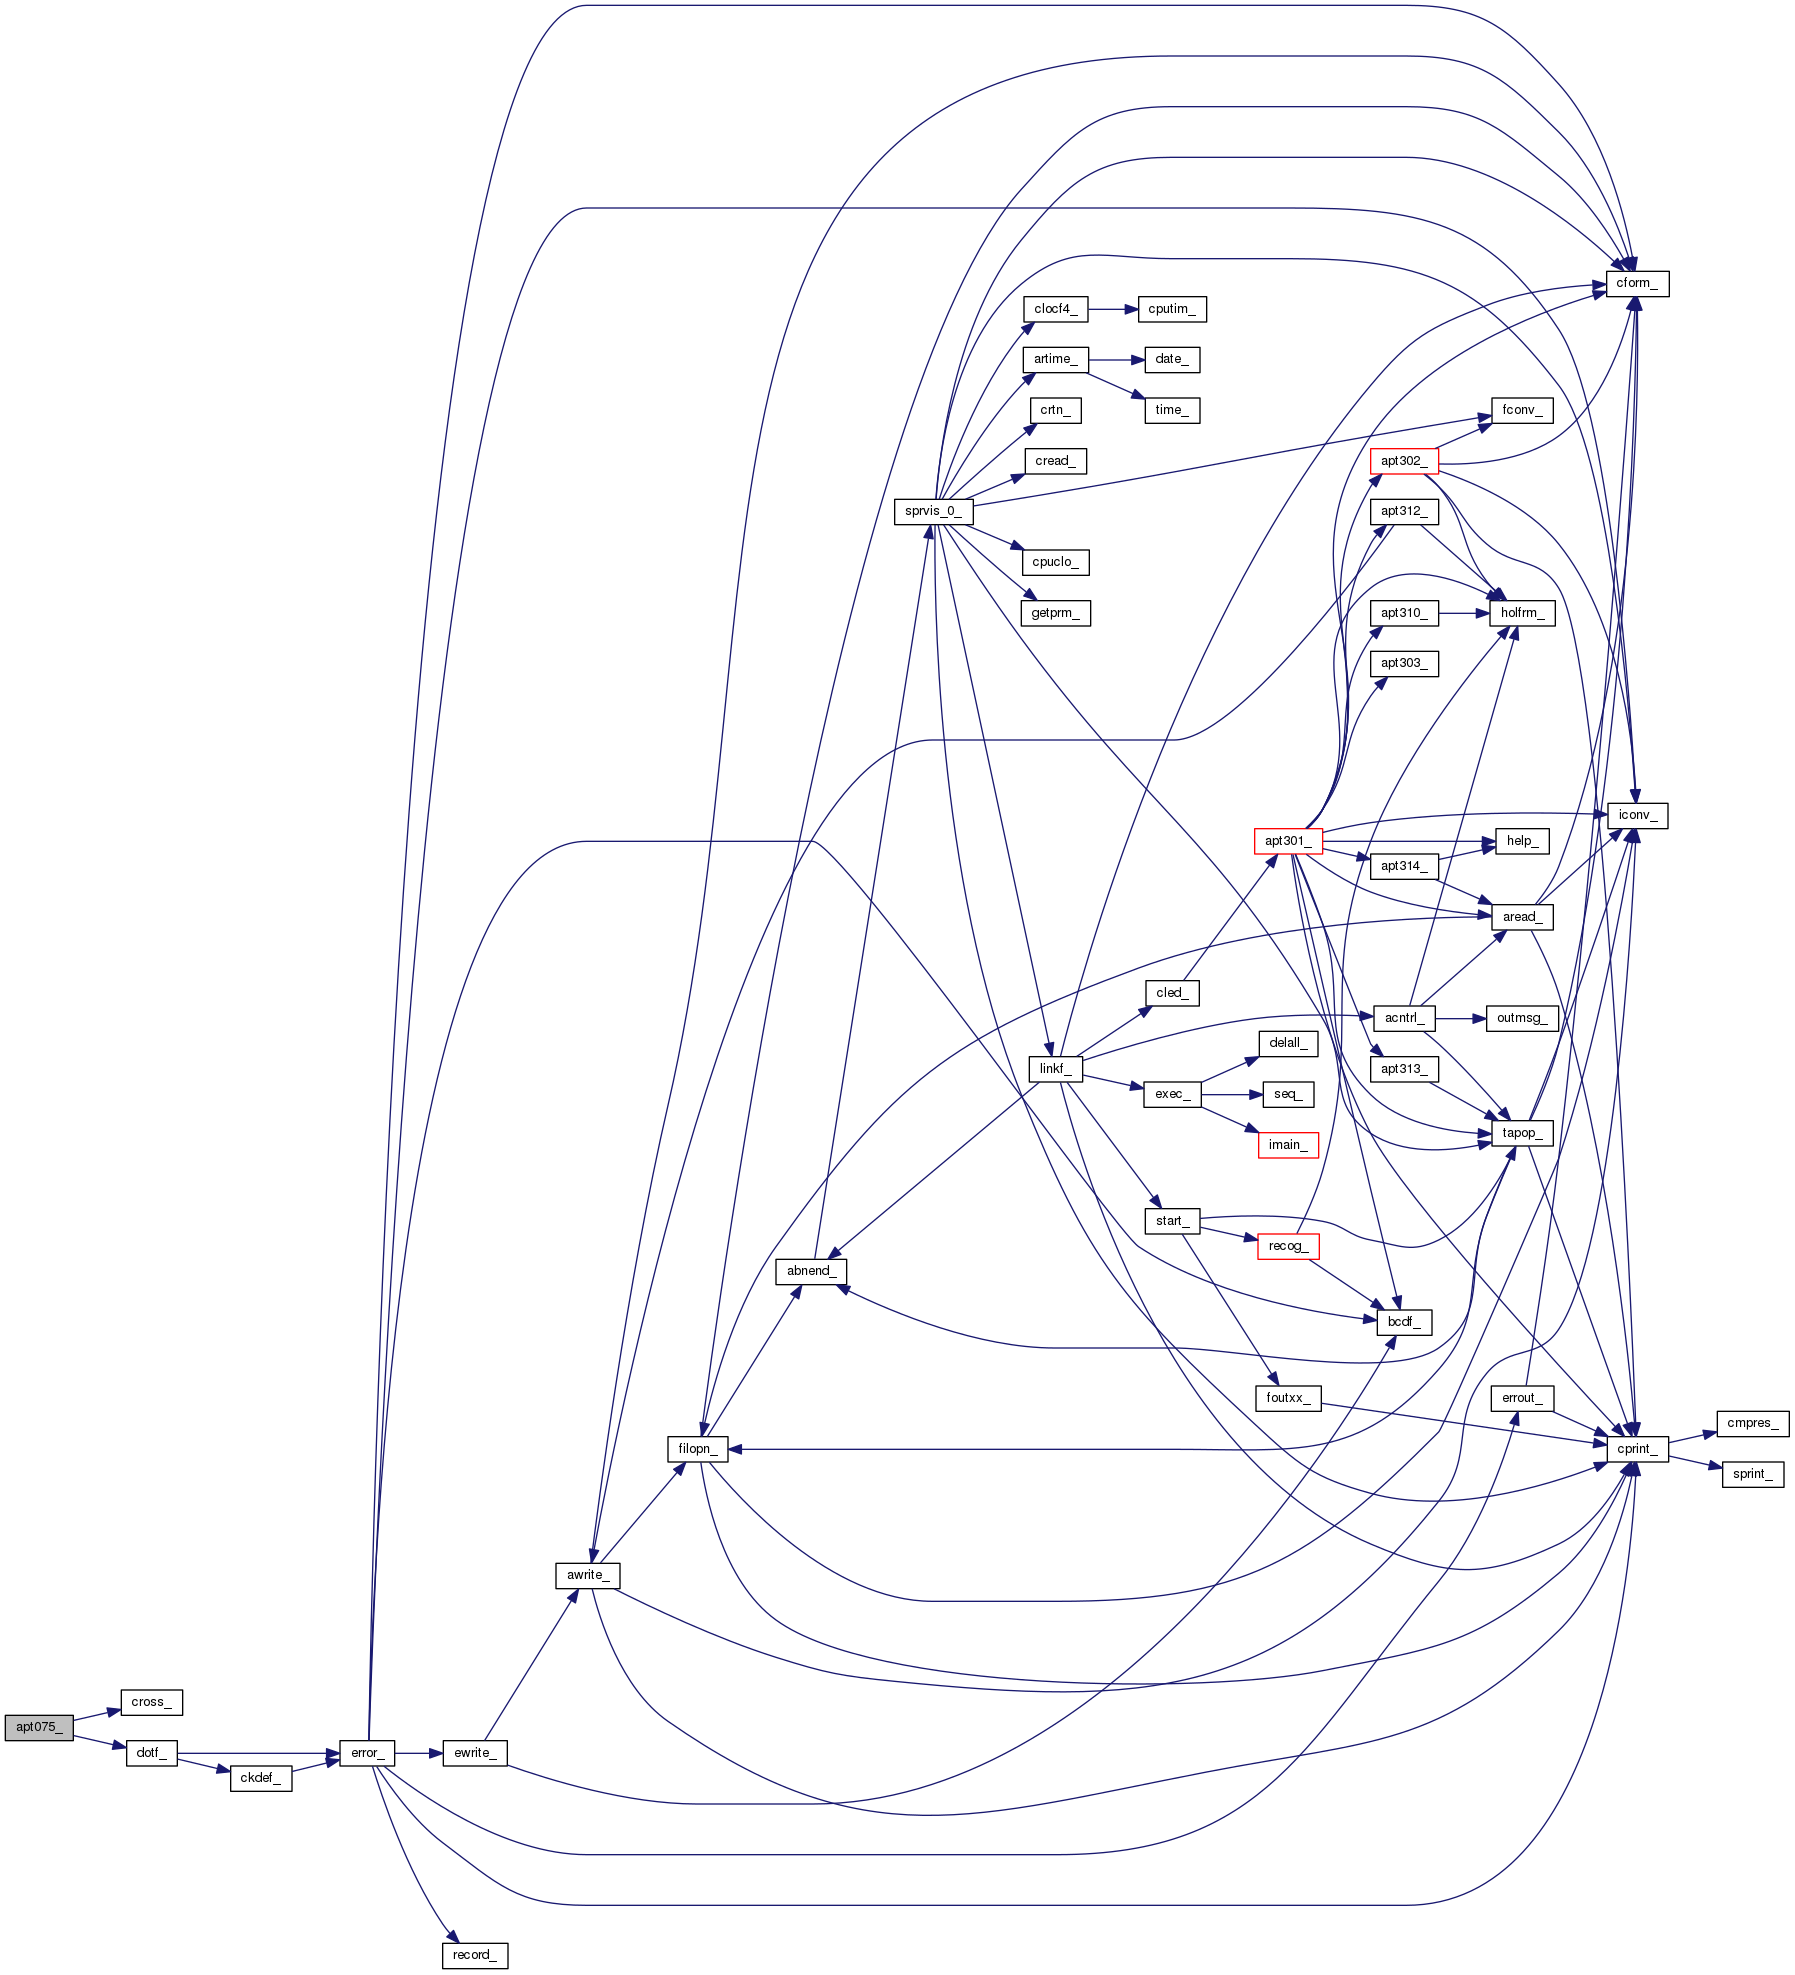 cform_
clocf4_
cputim_
artime_
date_
crtn_
time_
fconv_
cread_
apt302_
sprvis_0_
apt312_
cpuclo_
getprm_
apt310_
holfrm_
apt303_
iconv_
apt301_
help_
apt314_
aread_
cled_
acntrl_
outmsg_
delall_
linkf_
apt313_
exec_
seq_
tapop_
imain_
start_
recog_
abnend_
bcdf_
foutxx_
errout_
cmpres_
filopn_
cprint_
sprint_
awrite_
cross_
apt075_
dotf_
error_
ewrite_
ckdef_
record_